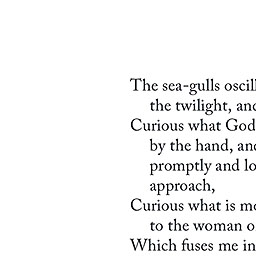 The sea-gulls oscil
the twilight, and
Curious what God
by the hand, and
promptly and lo
approach,
Curious what is mo
to the woman o
Which fuses me in